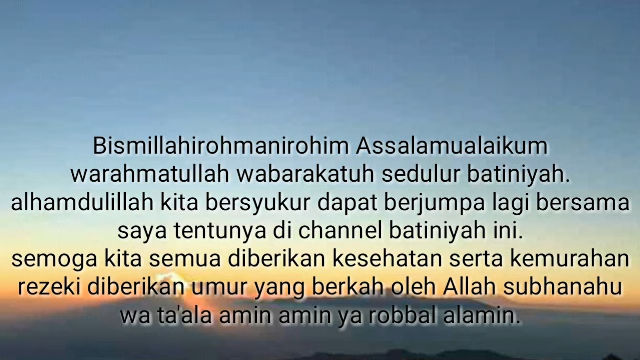 Bismillahirohmanirohim Assalamualaikum
warahmatullah wabarakatuh sedulur batiniyah.
alhamdulillah kita bersyukur dapat berjumpa lagi bersama
saya tentunya di channel batiniyah ini.
semoga kita semua diberikan kesehatan serta kemurahan
rezeki diberikan umur yang berkah oleh Allah subhanahu
wa ta'ala amin amin ya robbal alamin.